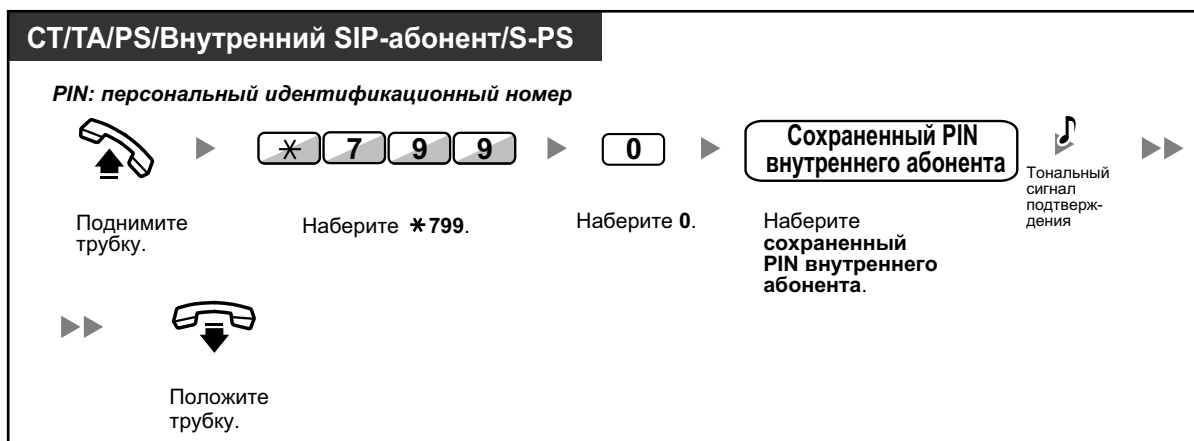 CT/TA/PS/Внутренний SIP-абонент/S-PS
PIN: персональный идентификационный номер
* 7 9 9
0
Сохраненный PIN
внутреннего абонента
Тональный
сигнал
подтверж-
дения
Поднимите
трубку.
Наберите *799.
Наберите 0.
Наберите
сохраненный
PIN внутреннего
абонента.
Положите
трубку.